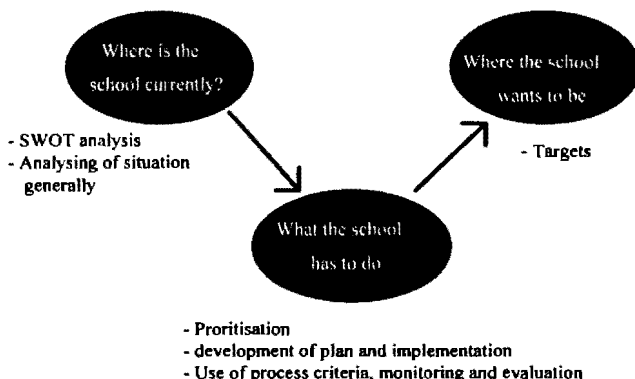 Where is the
school currently?
- SWOT analysis
- Analysing of situation
generally
What the school
has to do
- Proritisation
- development of plan and implementation
- Use of process criteria, monitoring and evaluation
Where the school
wants to be
- Targets